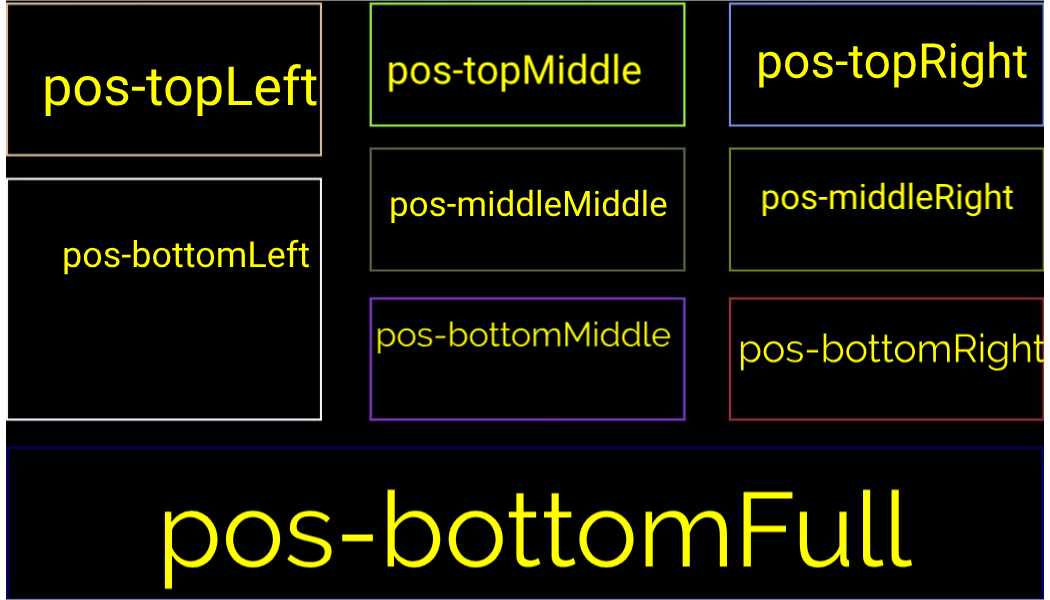 pos-topLeft
pos-topMiddle
pos-topRight
pos-middleMiddle
pos-middleRight
pos-bottomLeft
pos-bottomMiddle
pos-bottomRight
pos-bottomFull